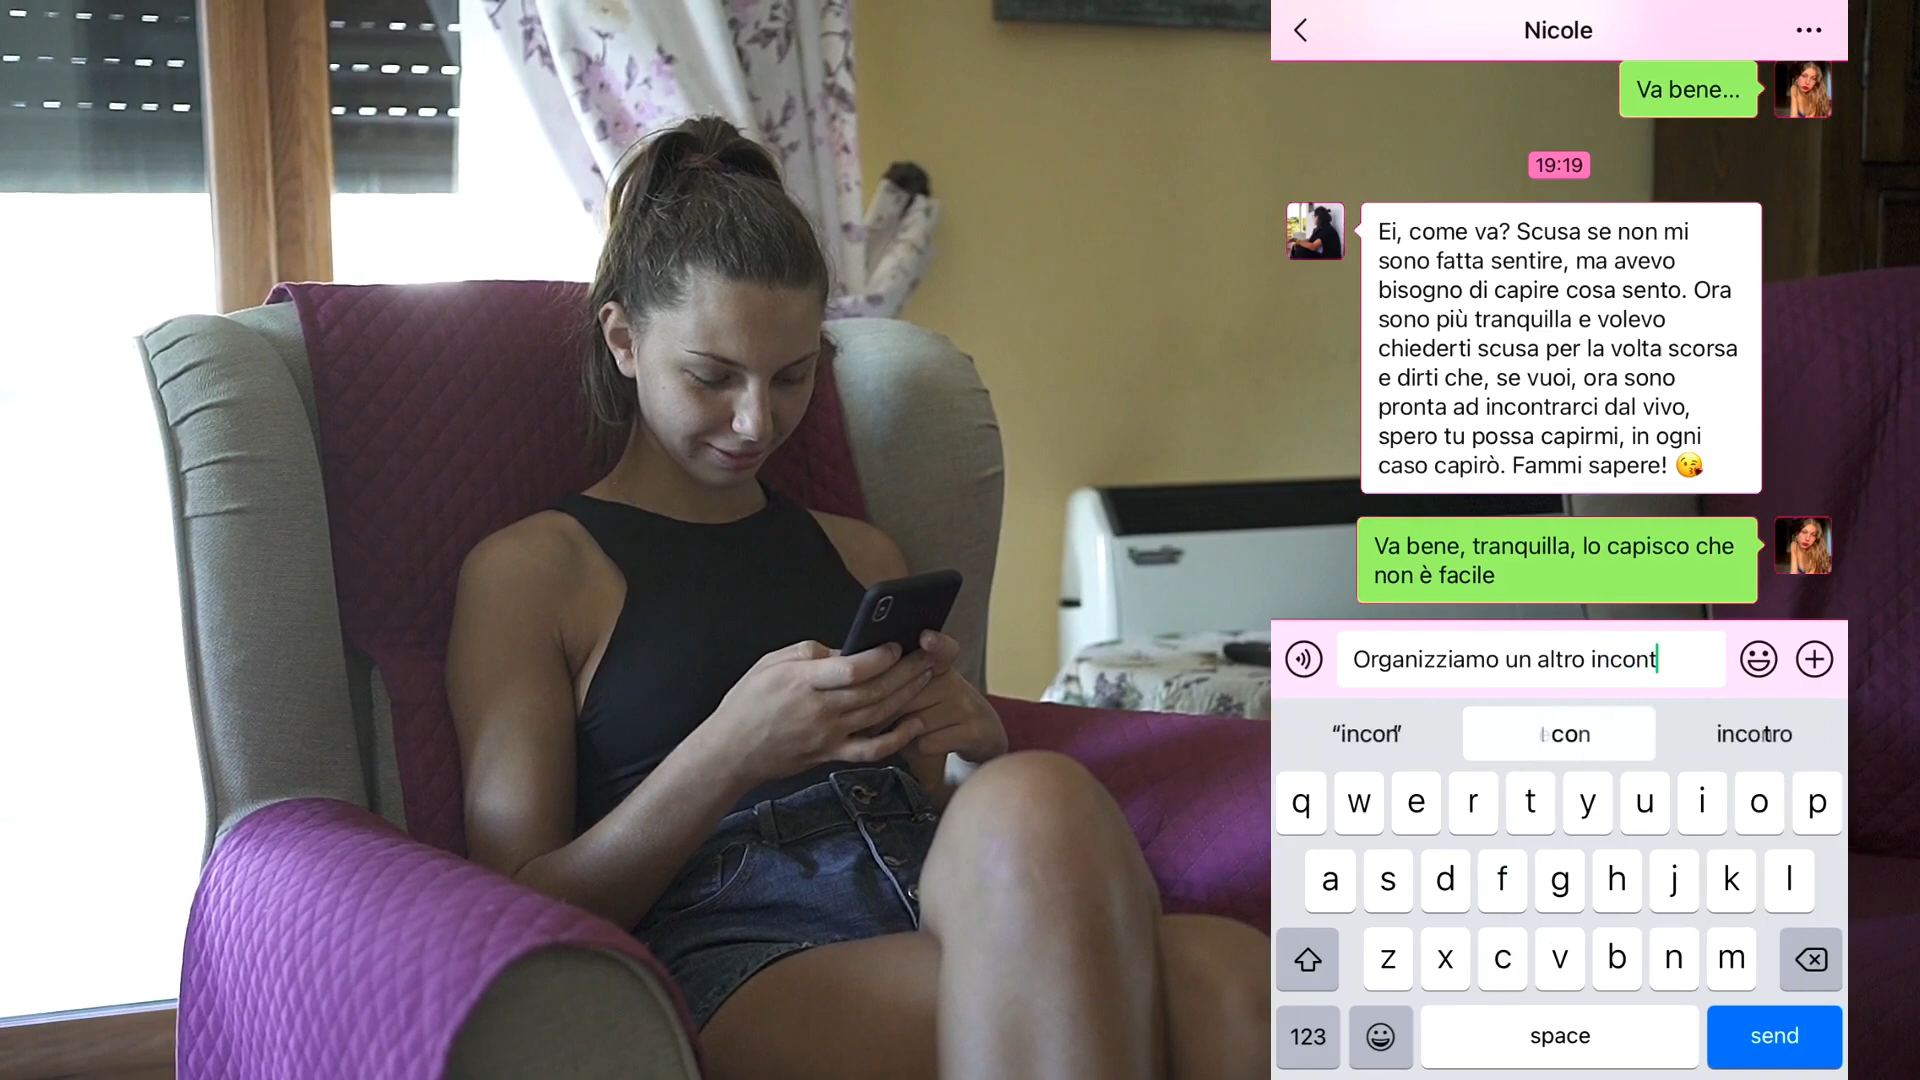 Nicole
Va bene...
19:19
Ei, come va? Scusa se non mi
sono fatta sentire, ma avevo
bisogno di capire cosa sento. Ora
sono più tranquilla e volevo
chiederti scusa per la volta scorsa
e dirti che, se vuoi, ora sono
pronta ad incontrarci dal vivo,
spero tu possa capirmi, in ogni
caso capirò. Fammi sapere! 😘
Va bene, tranquilla, lo capisco che
non è facile
Organizziamo un altro incont
incontro
q w e r t y u i o p
a s d f g h j k l
z x c v b n m
123 space send